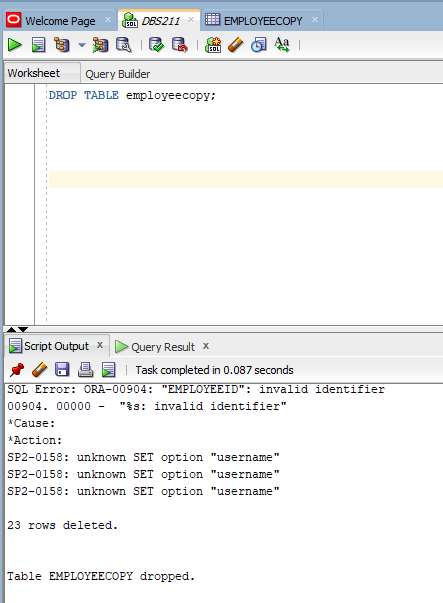 Welcome Page
DBS211
EMPLOYEECOPY
SQL
SQL
Aa
Worksheet
Query Builder
DROP TABLE employeecopy;
Script Output
Query Result
Task completed in 0.087 seconds
SQL Error: ORA-00904: "EMPLOYEEID": invalid identifier
00904. 00000 -  "%s: invalid identifier"
*Cause:
*Action:
SP2-0158: unknown SET option "username"
SP2-0158: unknown SET option "username"
SP2-0158: unknown SET option "username"
23 rows deleted.
Table EMPLOYEECOPY dropped.